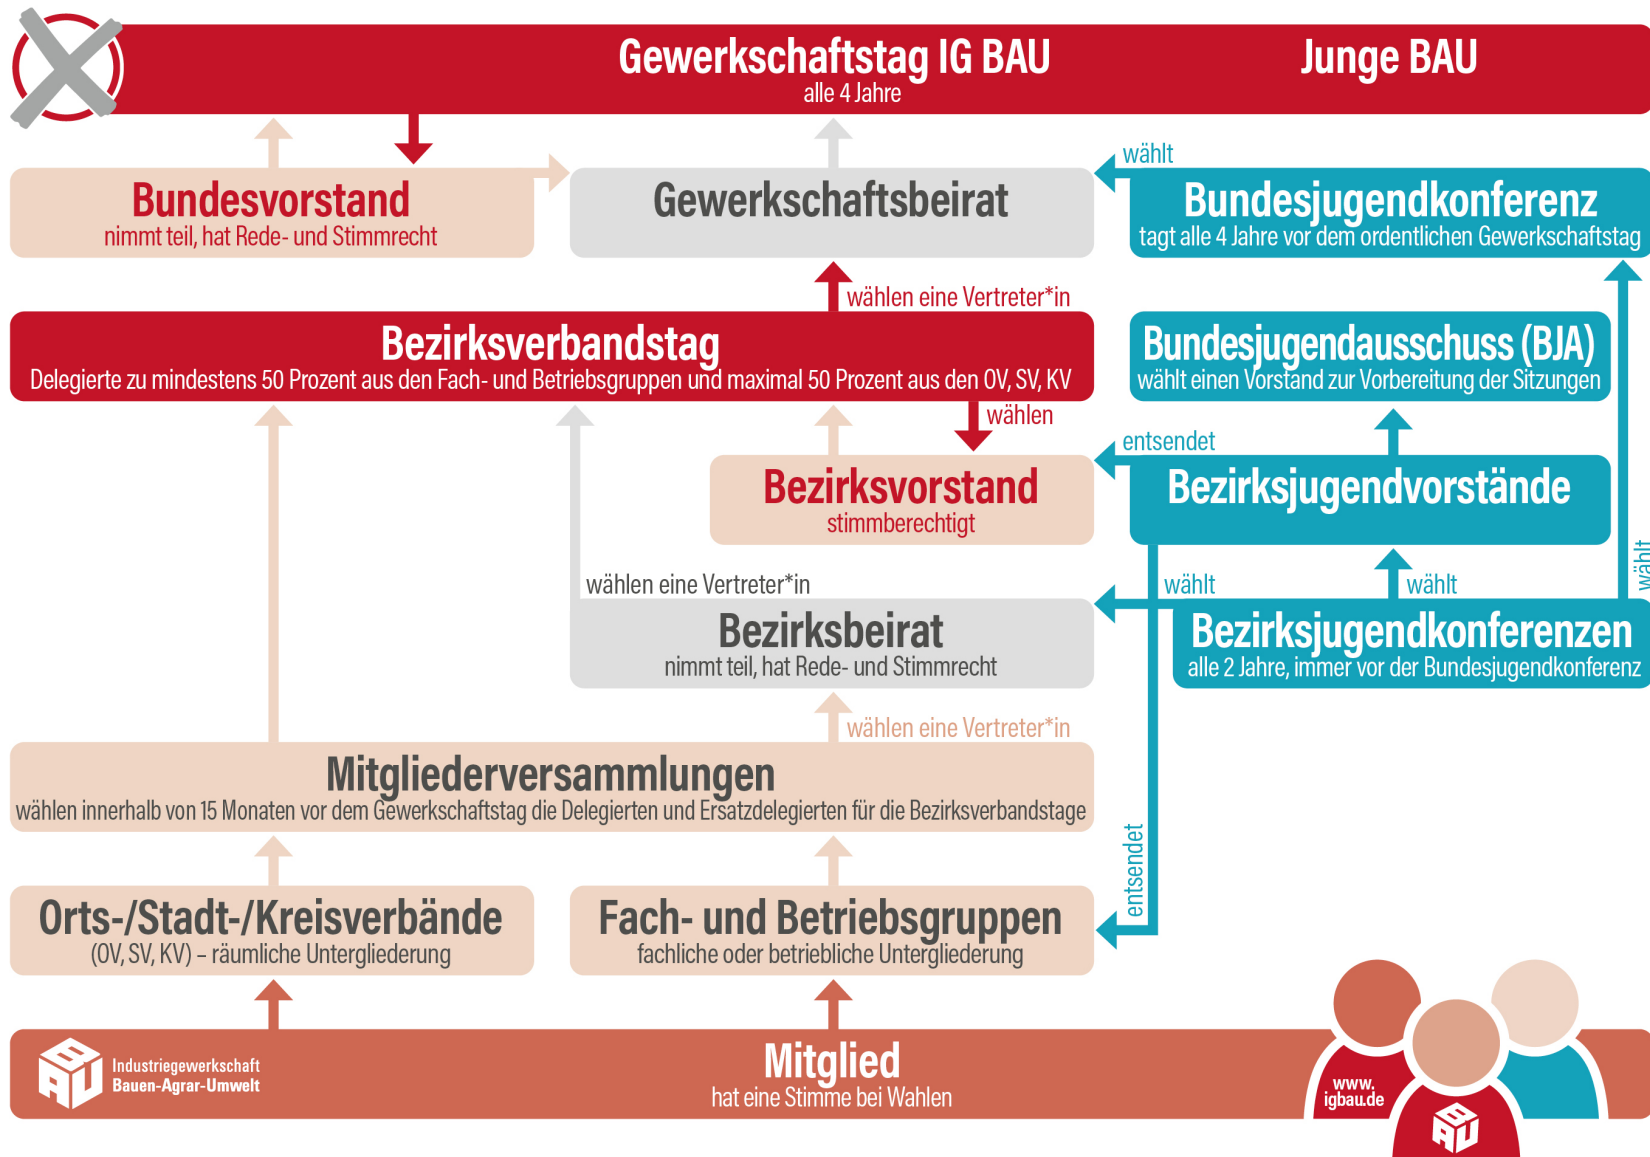 Gewerkschaftstag IG BAU
alle 4 Jahre
Junge BAU
Bundesvorstand
nimmt teil, hat Rede- und Stimmrecht
Gewerkschaftsbeirat
wählt
Bundesjugendkonferenz
tagt alle 4 Jahre vor dem ordentlichen Gewerkschaftstag
wählen eine Vertreter*in
Bezirksverbandstag
Delegierte zu mindestens 50 Prozent aus den Fach- und Betriebsgruppen und maximal 50 Prozent aus den OV, SV, KV
Bundesjugendausschuss (BJA)
wählt einen Vorstand zur Vorbereitung der Sitzungen
wählen
entsendet
Bezirksvorstand
stimmberechtigt
Bezirksjugendvorstände
wählt
wählen eine Vertreter*in
wählt
wählt
Bezirksbeirat
nimmt teil, hat Rede- und Stimmrecht
Bezirksjugendkonferenzen
alle 2 Jahre, immer vor der Bundesjugendkonferenz
wählen eine Vertreter*in
Mitgliederversammlungen
wählen innerhalb von 15 Monaten vor dem Gewerkschaftstag die Delegierten und Ersatzdelegierten für die Bezirksverbandstage
entsendet
Orts-/Stadt-/Kreisverbände
(OV, SV, KV) – räumliche Untergliederung
Fach- und Betriebsgruppen
fachliche oder betriebliche Untergliederung
BAU
Industriegewerkschaft
Bauen-Agrar-Umwelt
Mitglied
hat eine Stimme bei Wahlen
www.
igbau.de
BAU